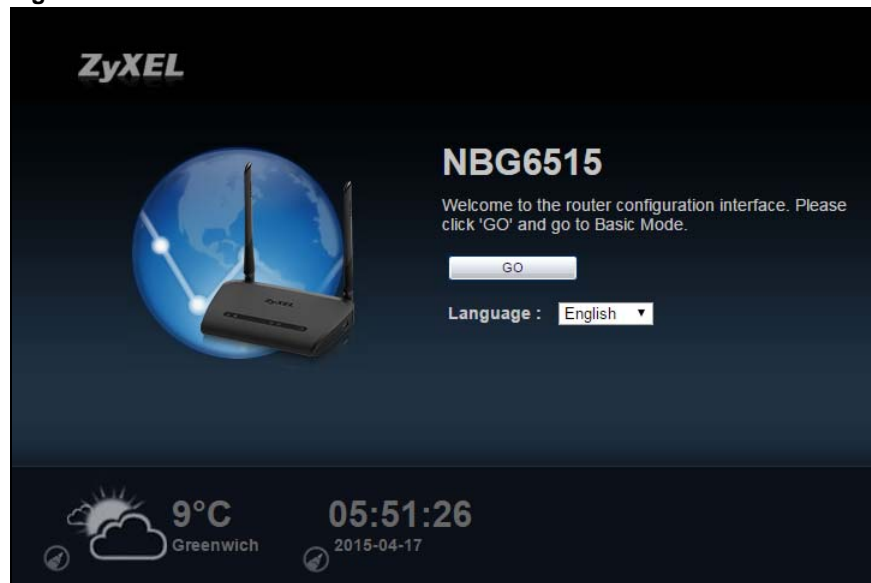 ZyXEL
NBG6515
Welcome to the router configuration interface. Please
click 'GO' and go to Basic Mode.
GO
Language : English
ZyXEL
9°C
Greenwich
05:51:26
2015-04-17